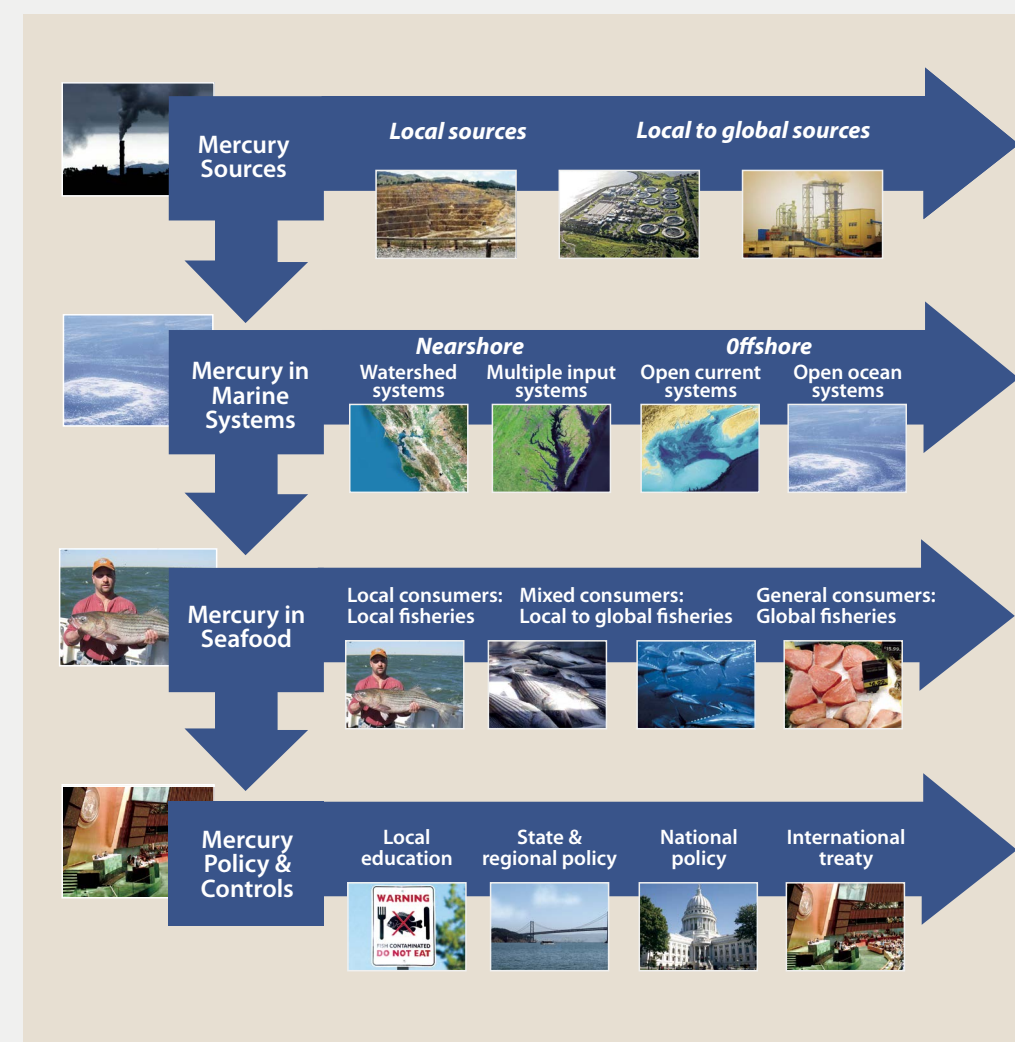 Mercury
Sources
Local sources
Local to global sources
Mercury in
Marine
Systems
Nearshore
Offshore
Watershed
systems
Multiple input
systems
Open current
systems
Open ocean
systems
Mercury in
Seafood
Local consumers:
Local fisheries
Mixed consumers:
Local to global fisheries
General consumers:
Global fisheries
Mercury
Policy &
Controls
Local
education
State &
regional policy
National
policy
International
treaty
WARNING
FISH CONTAMINATED
DO NOT EAT